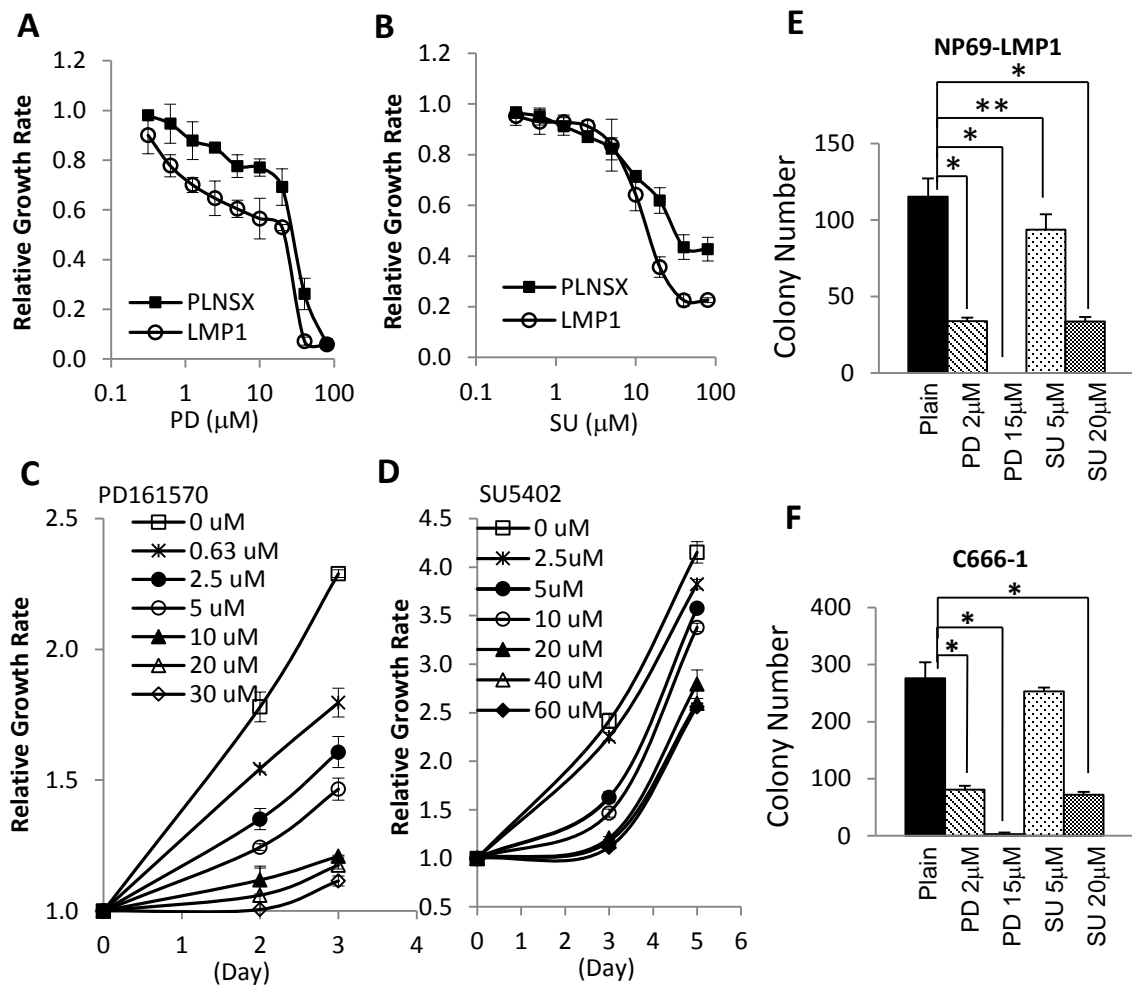 A
1.2
1.0
0.8
0.6
0.4
0.2
0.0
Relative Growth Rate
PLNSX
LMP1
0.1
1
10
100
PD (μM)
B
1.2
1.0
0.8
0.6
0.4
0.2
0.0
Relative Growth Rate
PLNSX
LMP1
0.1
1
10
100
SU (μM)
E
NP69-LMP1
*
**
*
*
150
100
50
0
Colony Number
Plain
PD 2μM
PD 15μM
SU 5μM
SU 20μM
C
PD161570
2.5
2.0
1.5
1.0
Relative Growth Rate
0 uM
0.63 uM
2.5 uM
5 uM
10 uM
20 uM
30 uM
0
1
2
3
4
(Day)
D
SU5402
4.5
4.0
3.5
3.0
2.5
2.0
1.5
1.0
0.5
Relative Growth Rate
0 uM
2.5uM
5uM
10 uM
20 uM
40 uM
60 uM
0
1
2
3
4
5
6
(Day)
F
C666-1
*
*
*
400
300
200
100
0
Colony Number
Plain
PD 2μM
PD 15μM
SU 5μM
SU 20μM